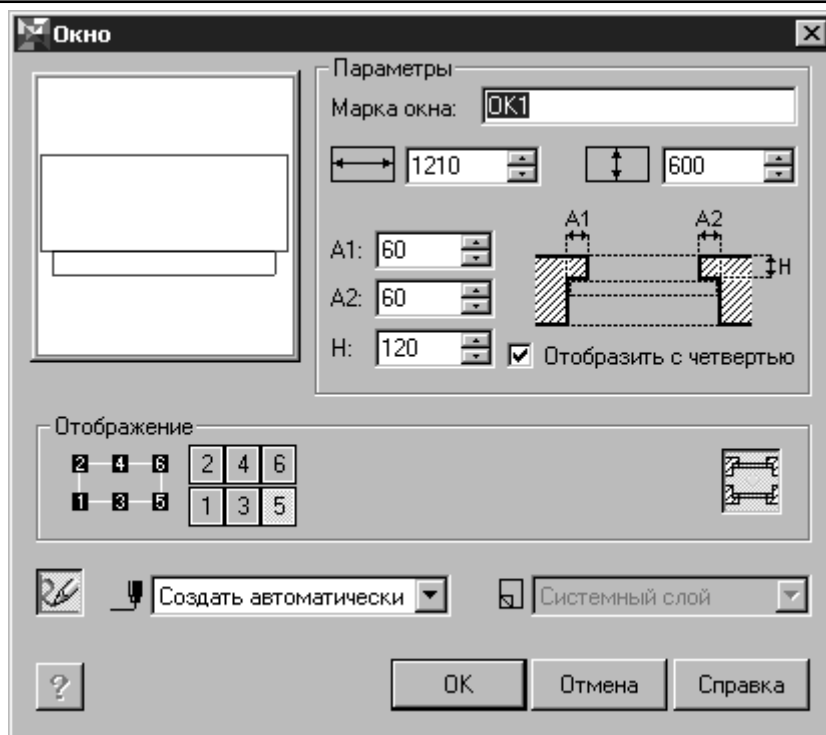 Окно
Параметры
Марка окна: ОК1
1210 600
A1: 60
A2: 60
H: 120
A1 A2
H
Отобразить с четвертью
Отображение
2 4 6 2 4 6
1 3 5 1 3 5
Создать автоматически Системный слой
? OK Отмена Справка